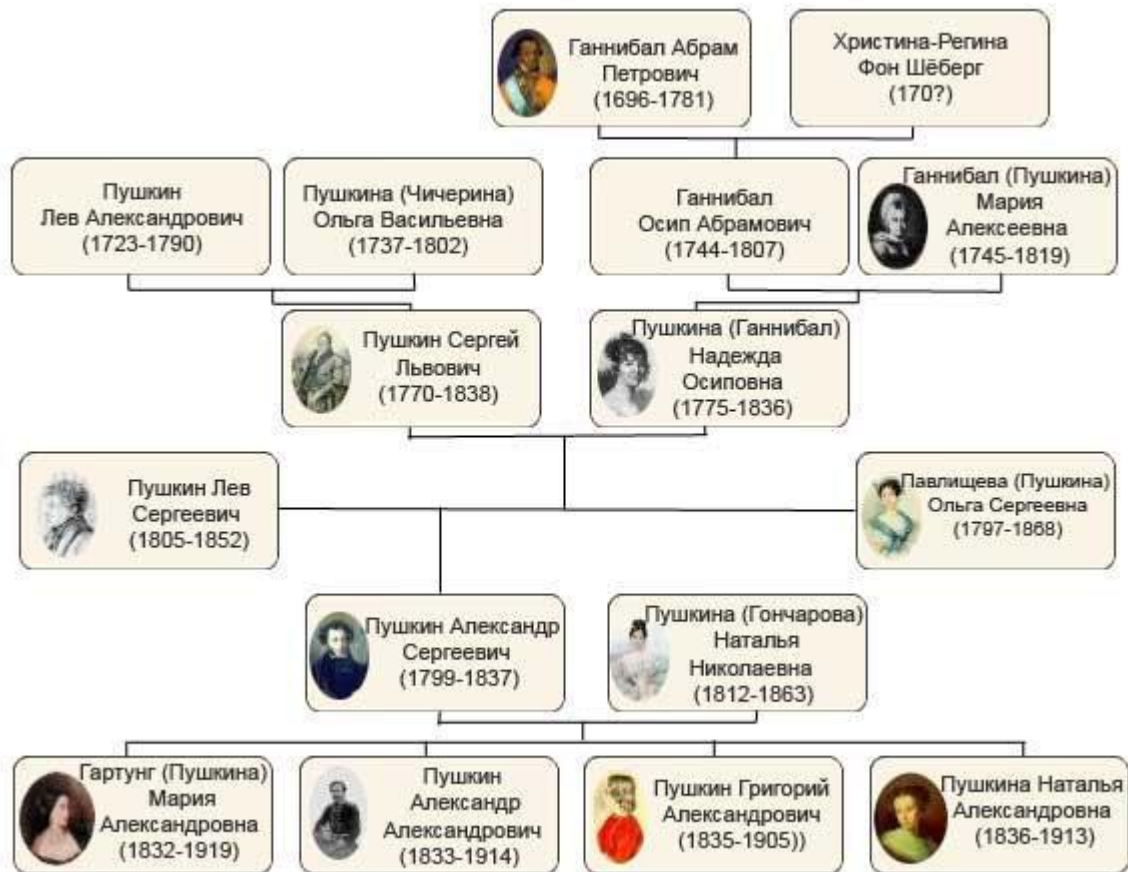 Ганнибал Абрам
Петрович
(1696-1781)
Христина-Регина
Фон Шёберг
(170?)
Пушкин
Лев Александрович
(1723-1790)
Пушкина (Чичерина)
Ольга Васильевна
(1737-1802)
Ганнибал
Осип Абрамович
(1744-1807)
Ганнибал (Пушкина)
Мария
Алексеевна
(1745-1819)
Пушкин Сергей
Львович
(1770-1838)
Пушкина (Ганнибал)
Надежда
Осиповна
(1775-1836)
Пушкин Лев
Сергеевич
(1805-1852)
Павлищева (Пушкина)
Ольга Сергеевна
(1797-1868)
Пушкин Александр
Сергеевич
(1799-1837)
Пушкина (Гончарова)
Наталья
Николаевна
(1812-1863)
Гартунг (Пушкина)
Мария
Александровна
(1832-1919)
Пушкин
Александр
Александрович
(1833-1914)
Пушкин Григорий
Александрович
(1835-1905))
Пушкина Наталья
Александровна
(1836-1913)